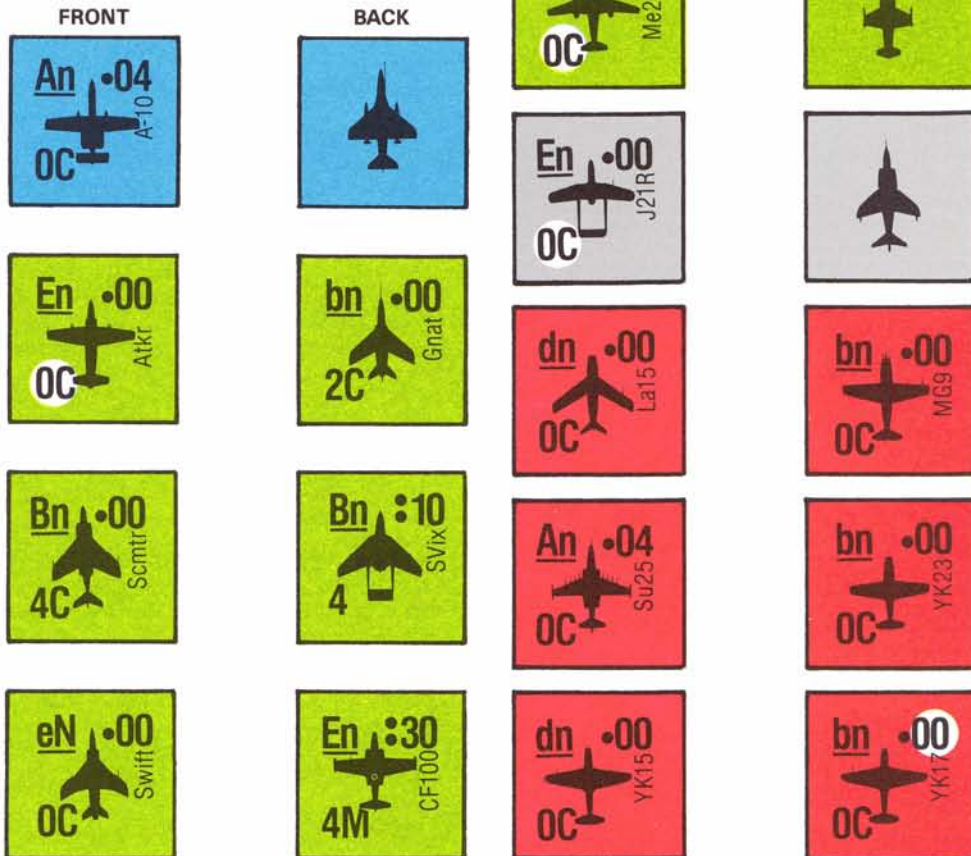 FRONT
BACK
An •04
A-10
0C
En •00
Atkr
0C
bn •00
Gnat
2C
Bn •00
Scmtr
4C
Bn :10
SVix
4
eN •00
Swift
0C
En :30
CF100
4M
0C
Me2
En •00
J21R
0C
dn •00
La15
0C
bn •00
MG9
0C
An •04
Su25
0C
bn •00
YK23
0C
dn •00
YK15
0C
bn •00
YK17
0C